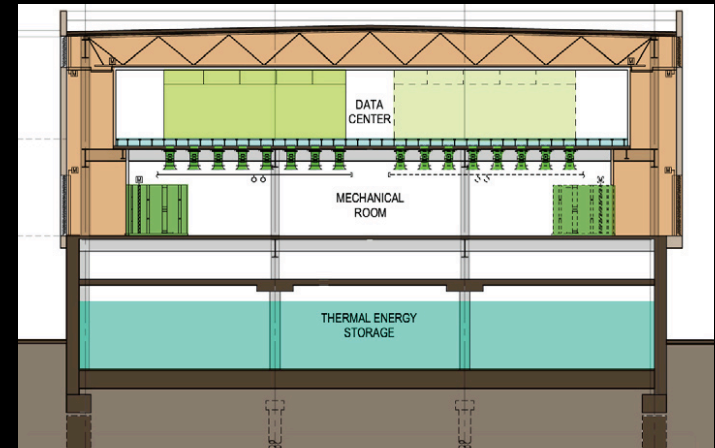 DATA
CENTER
MECHANICAL
ROOM
THERMAL ENERGY
STORAGE